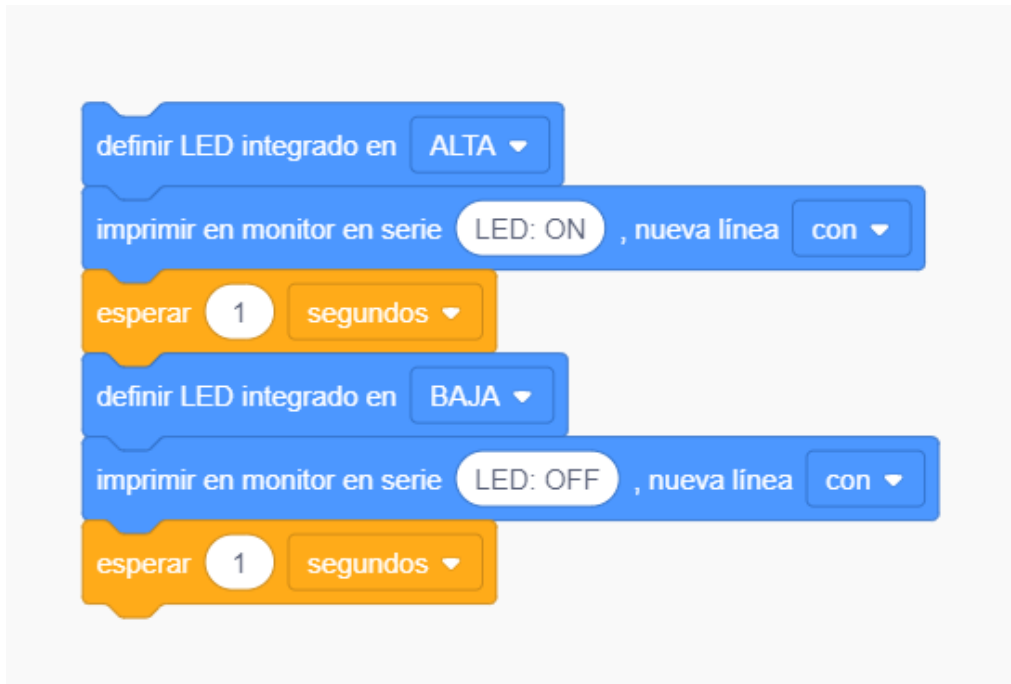 definir LED integrado en ALTA
imprimir en monitor en serie LED: ON , nueva línea con
esperar 1 segundos
definir LED integrado en BAJA
imprimir en monitor en serie LED: OFF , nueva línea con
esperar 1 segundos